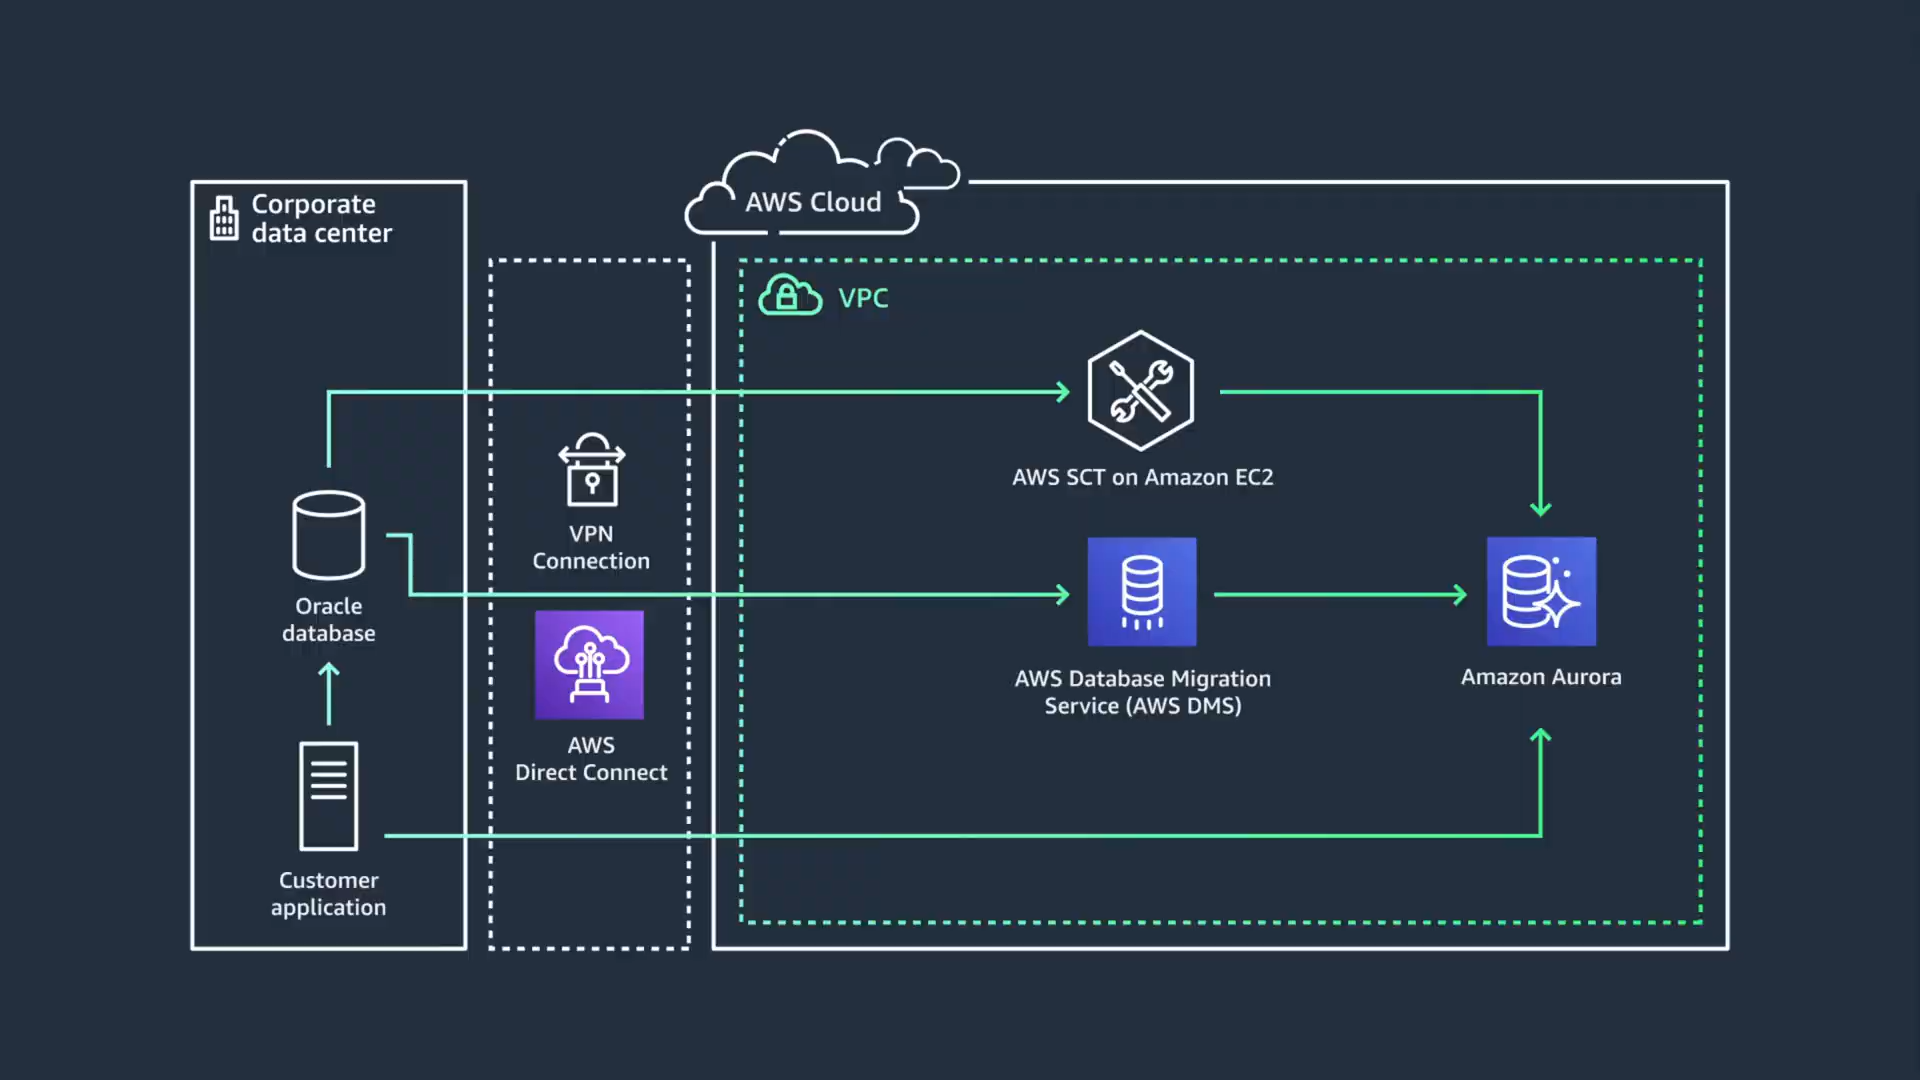 Corporate
data center
AWS Cloud
VPC
AWS SCT on Amazon EC2
VPN
Connection
Oracle
database
AWS Database Migration
Service (AWS DMS)
Amazon Aurora
AWS
Direct Connect
Customer
application